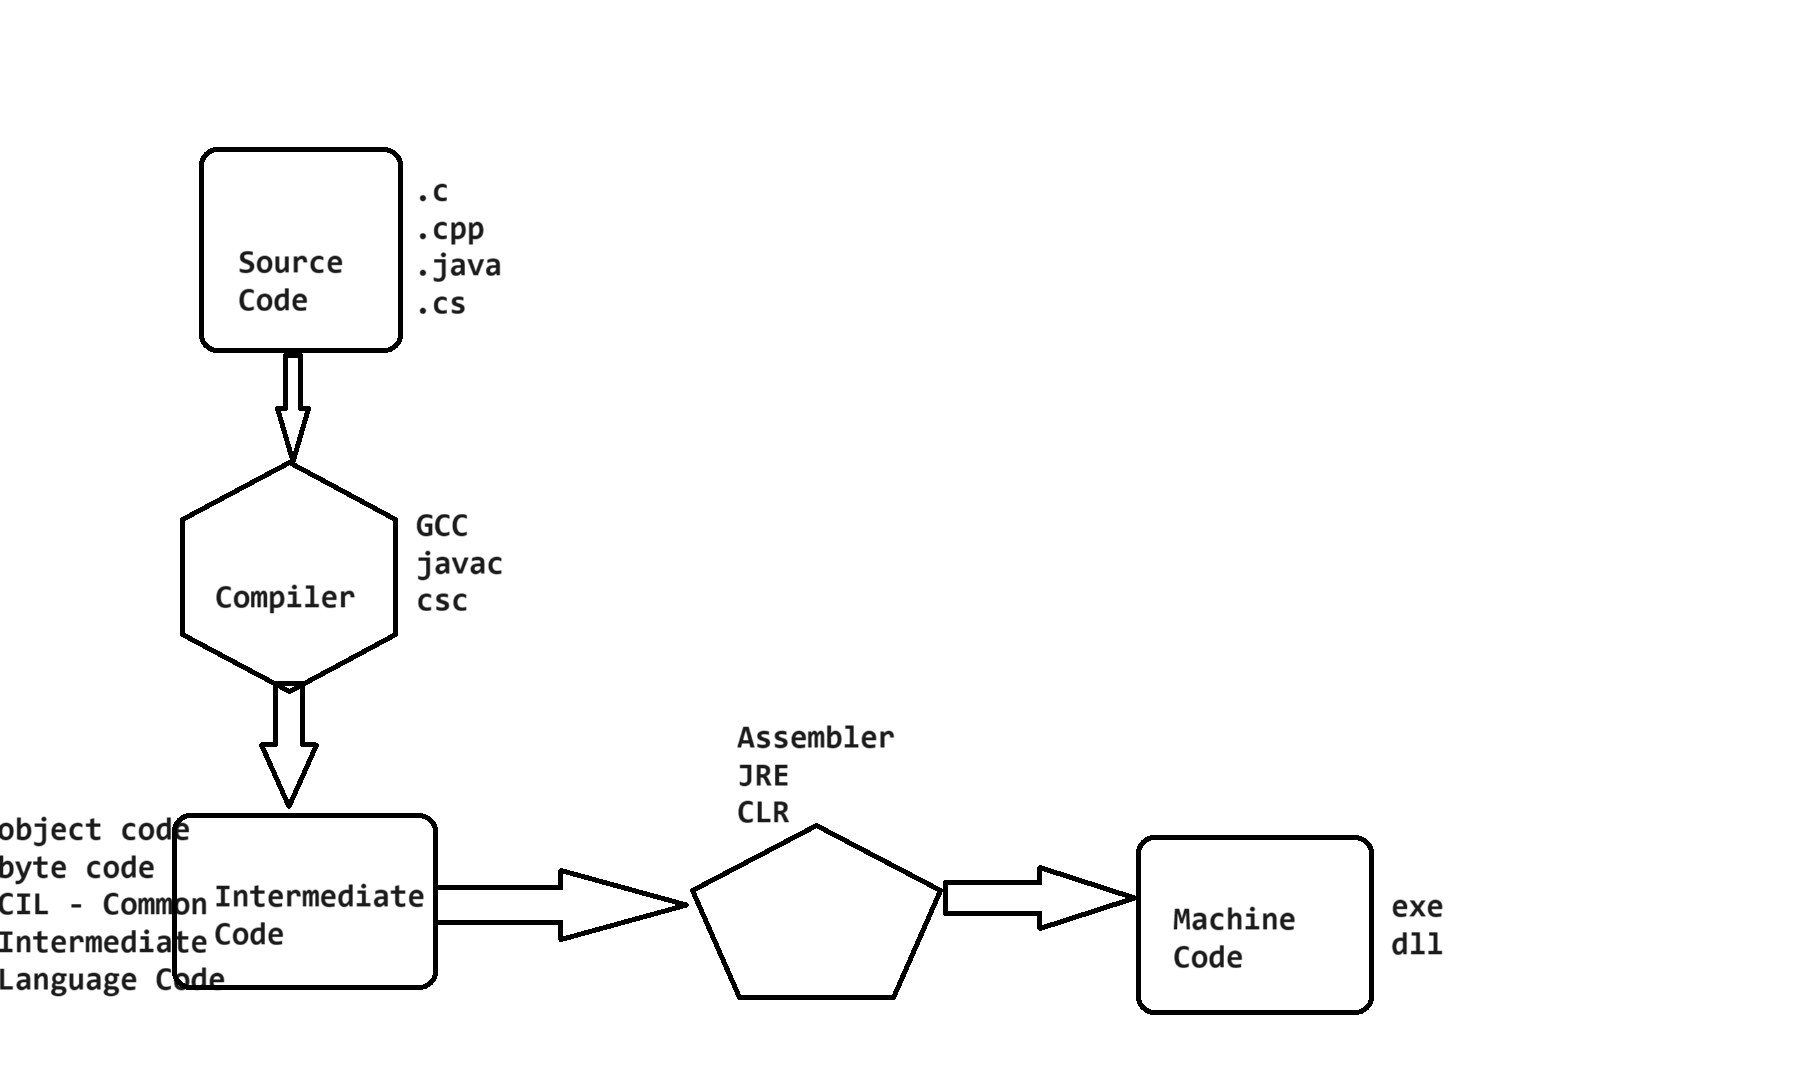 Source
Code
.c
.cpp
.java
.cs
Compiler
GCC
javac
csc
object code
byte code
CIL - Common
Intermediate
Language Code
Intermediate
Code
Assembler
JRE
CLR
Machine
Code
exe
dll